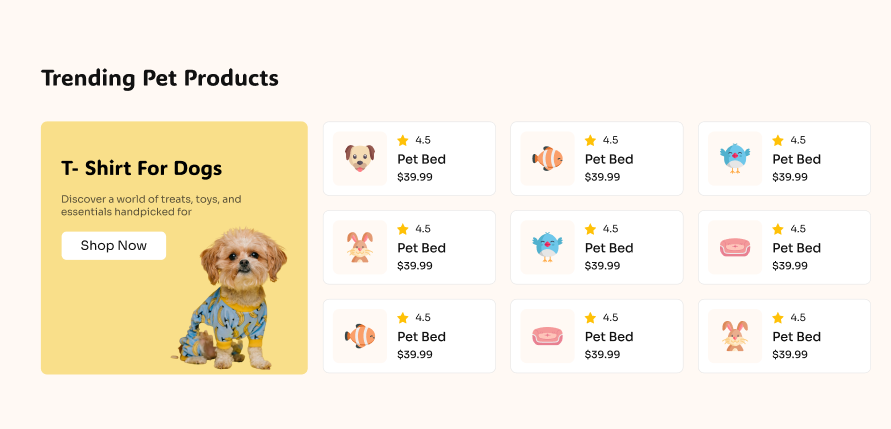 Trending Pet Products
T- Shirt For Dogs
Discover a world of treats, toys, and
essentials handpicked for
Shop Now
4.5
Pet Bed
$39.99
4.5
Pet Bed
$39.99
4.5
Pet Bed
$39.99
4.5
Pet Bed
$39.99
4.5
Pet Bed
$39.99
4.5
Pet Bed
$39.99
4.5
Pet Bed
$39.99
4.5
Pet Bed
$39.99
4.5
Pet Bed
$39.99